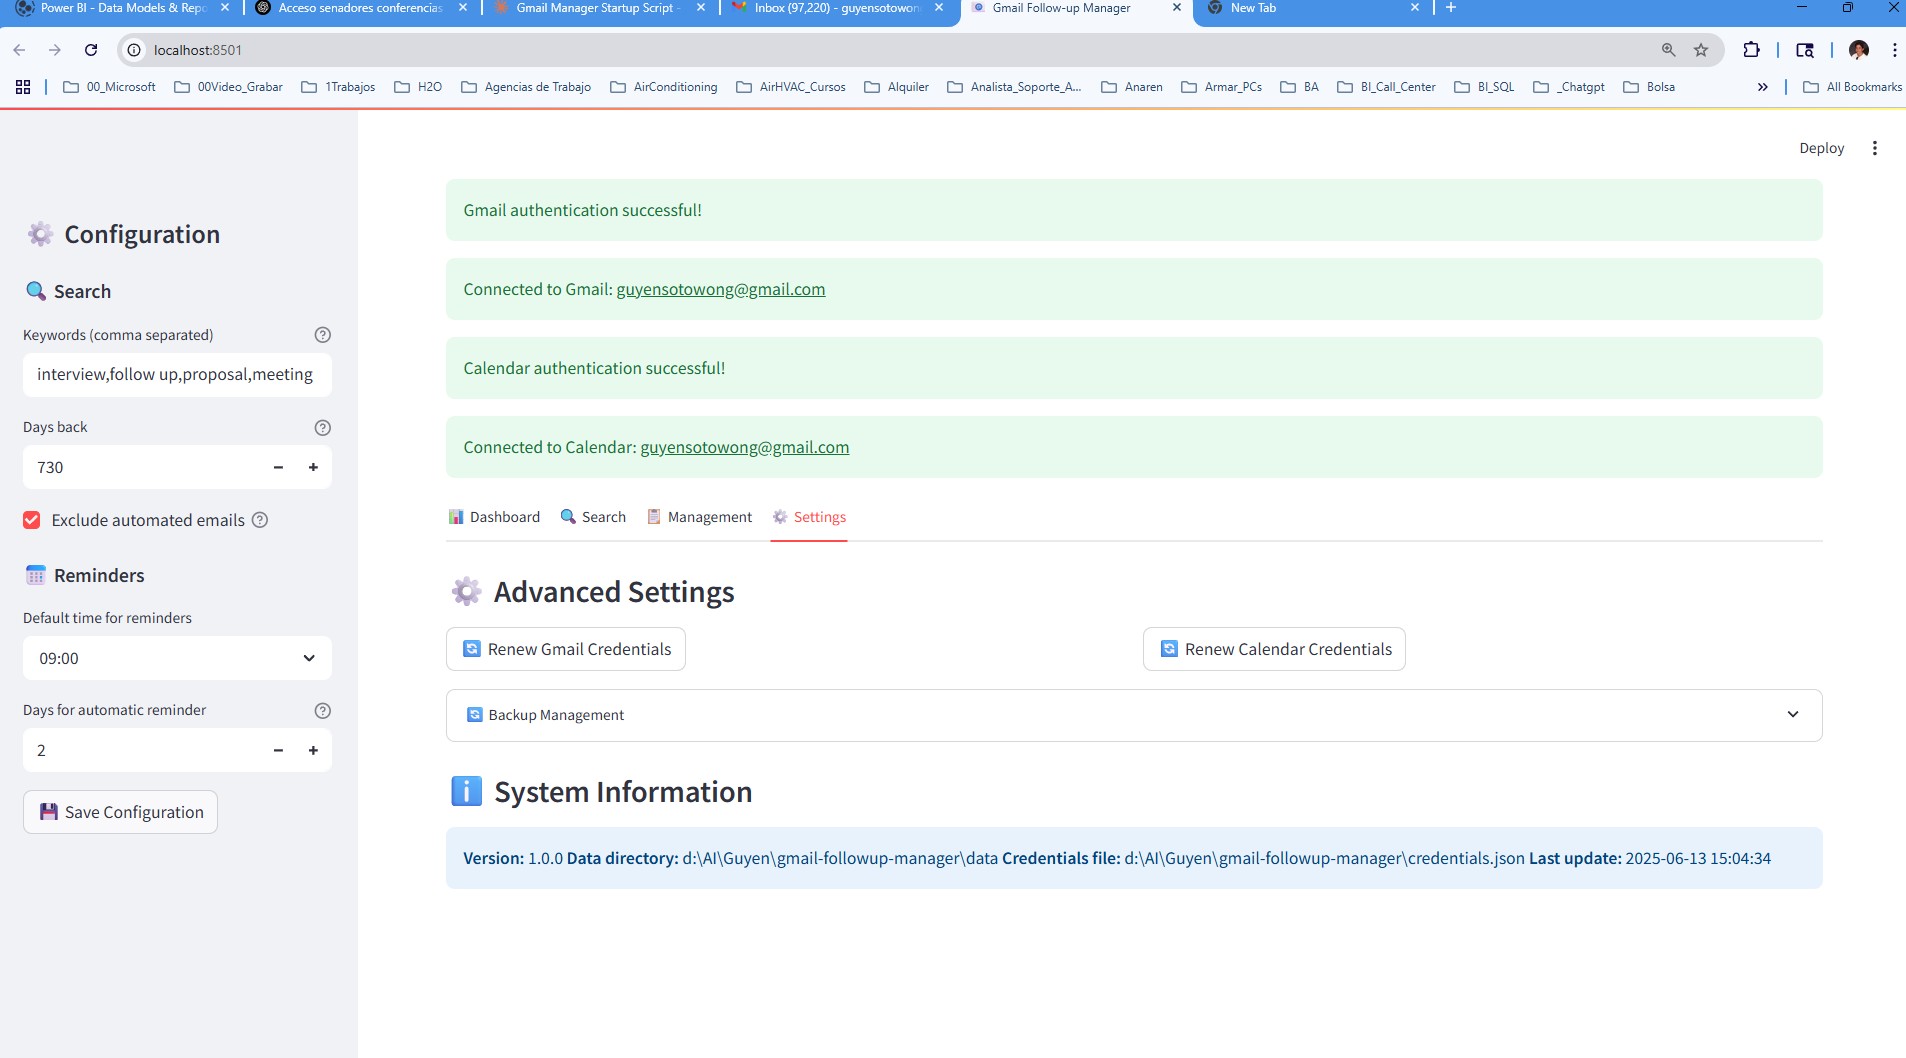 Power BI - Data Models & Repo
Acceso senadores conferencias
Gmail Manager Startup Script -
Inbox (97,220) - guyensotowon
Gmail Follow-up Manager
New Tab
localhost:8501
00_Microsoft
00Video_Grabar
1Trabajos
H2O
Agencias de Trabajo
AirConditioning
AirHVAC_Cursos
Alquiler
Analista_Soporte_A...
Anaren
Armar_PCs
BA
BI_Call_Center
BI_SQL
_Chatgpt
Bolsa
All Bookmarks
Deploy
Configuration
Search
Keywords (comma separated)
interview,follow up,proposal,meeting
Days back
730
Exclude automated emails
Reminders
Default time for reminders
09:00
Days for automatic reminder
2
Save Configuration
Gmail authentication successful!
Connected to Gmail: guyensotowong@gmail.com
Calendar authentication successful!
Connected to Calendar: guyensotowong@gmail.com
Dashboard
Search
Management
Settings
Advanced Settings
Renew Gmail Credentials
Renew Calendar Credentials
Backup Management
System Information
Version: 1.0.0 Data directory: d:\AI\Guyen\gmail-followup-manager\data Credentials file: d:\AI\Guyen\gmail-followup-manager\credentials.json Last update: 2025-06-13 15:04:34